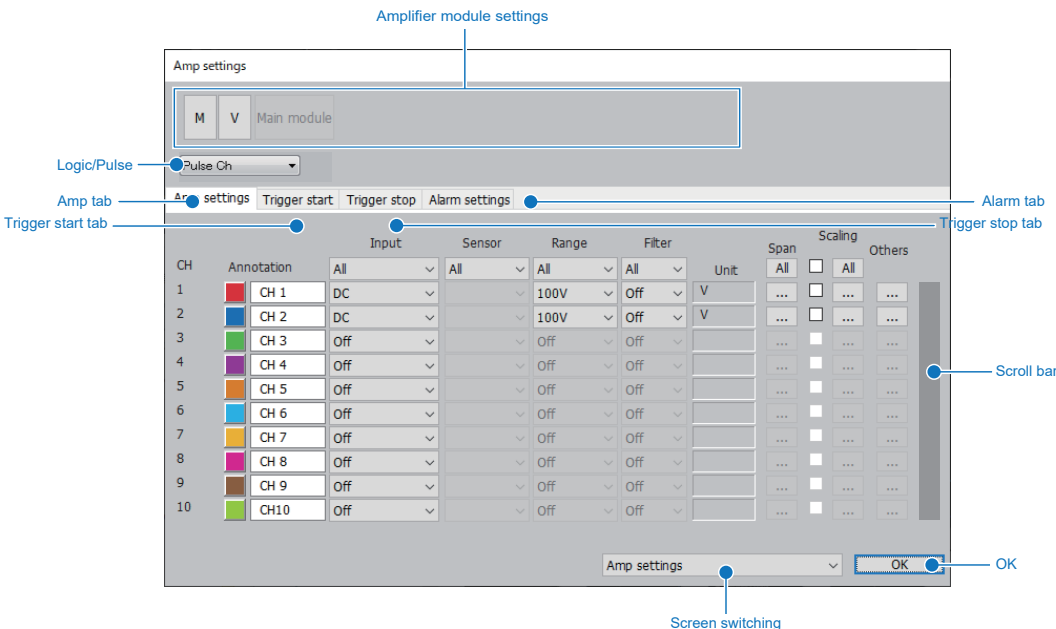 Amplifier module settings
Amp settings
M V Main module
Logic/Pulse
Pulse Ch
Amp settings Trigger start Trigger stop Alarm settings
Amp tab
Alarm tab
Trigger start tab
Trigger stop tab
Input Sensor Range Filter Span Scaling Others
CH Annotation All All All All Unit All All
1 CH 1 DC 100V Off V ... ... ...
2 CH 2 DC 100V Off V ... ... ...
3 CH 3 Off Off Off ... ... ...
4 CH 4 Off Off Off ... ... ...
5 CH 5 Off Off Off ... ... ...
6 CH 6 Off Off Off ... ... ...
7 CH 7 Off Off Off ... ... ...
8 CH 8 Off Off Off ... ... ...
9 CH 9 Off Off Off ... ... ...
10 CH10 Off Off Off ... ... ...
Scroll bar
Amp settings OK
OK
Screen switching